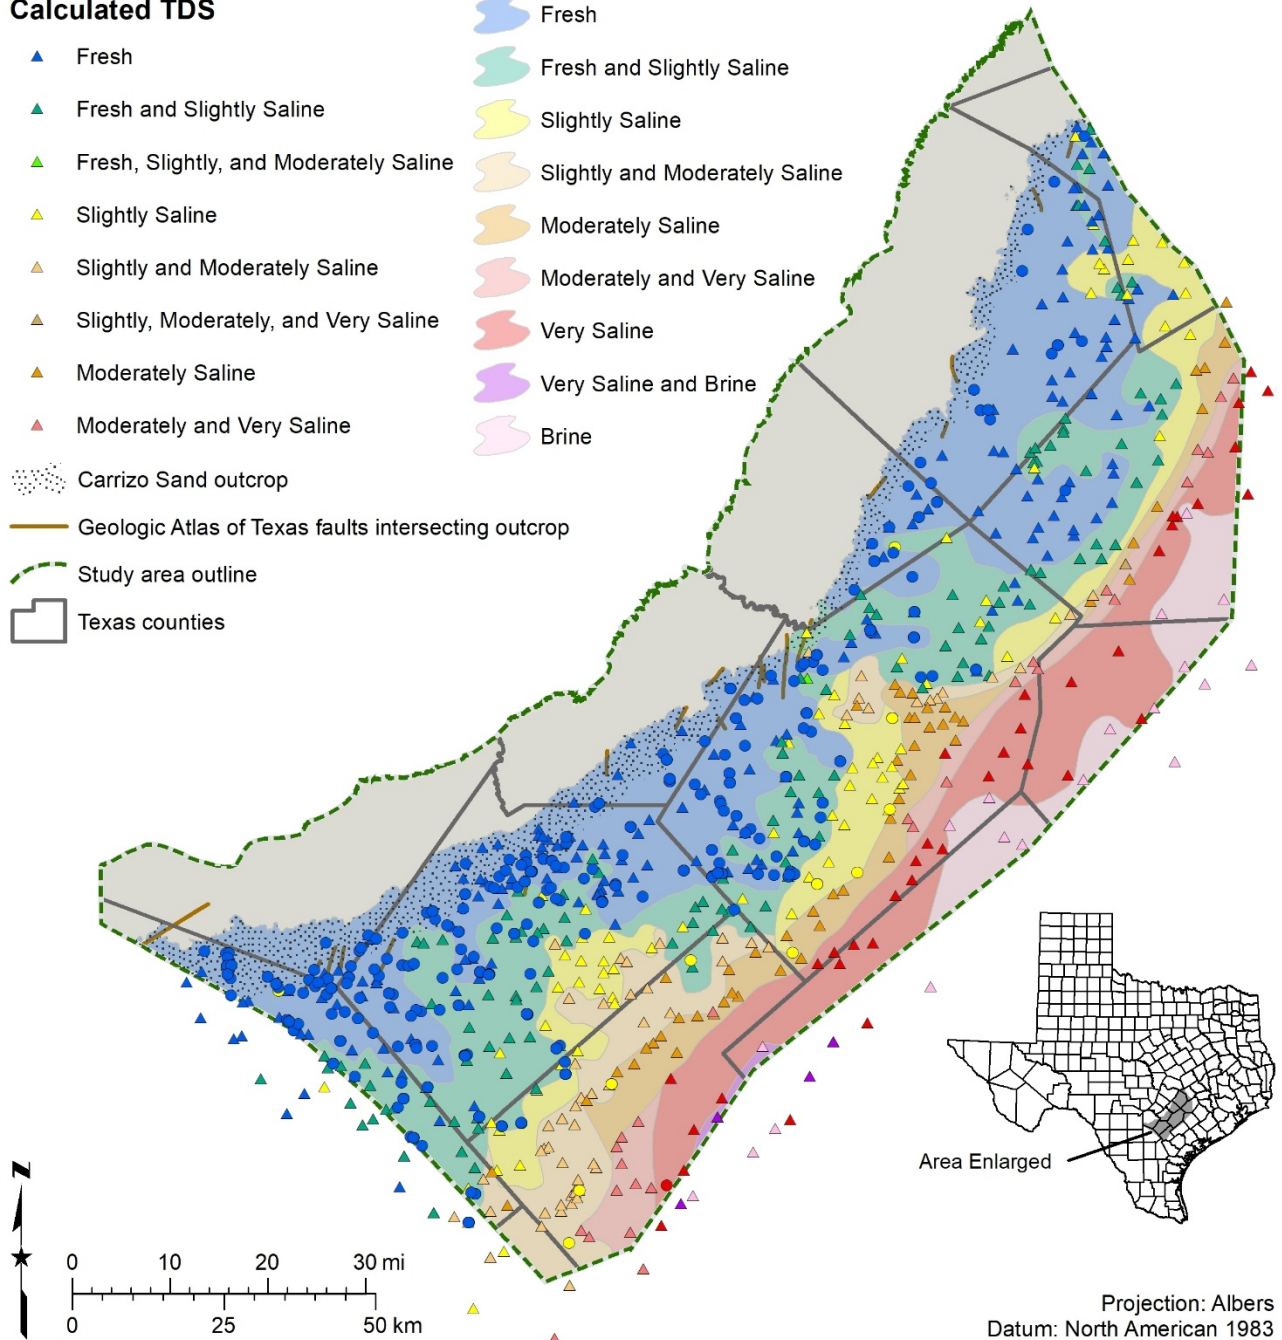 Calculated TDS
Fresh
Fresh and Slightly Saline
Fresh, Slightly, and Moderately Saline
Slightly Saline
Slightly and Moderately Saline
Slightly, Moderately, and Very Saline
Moderately Saline
Moderately and Very Saline
Carrizo Sand outcrop
Geologic Atlas of Texas faults intersecting outcrop
Study area outline
Texas counties
Fresh
Fresh and Slightly Saline
Slightly Saline
Slightly and Moderately Saline
Moderately Saline
Moderately and Very Saline
Very Saline
Very Saline and Brine
Brine
Area Enlarged
N
0 10 20 30 mi
0 25 50 km
Projection: Albers
Datum: North American 1983